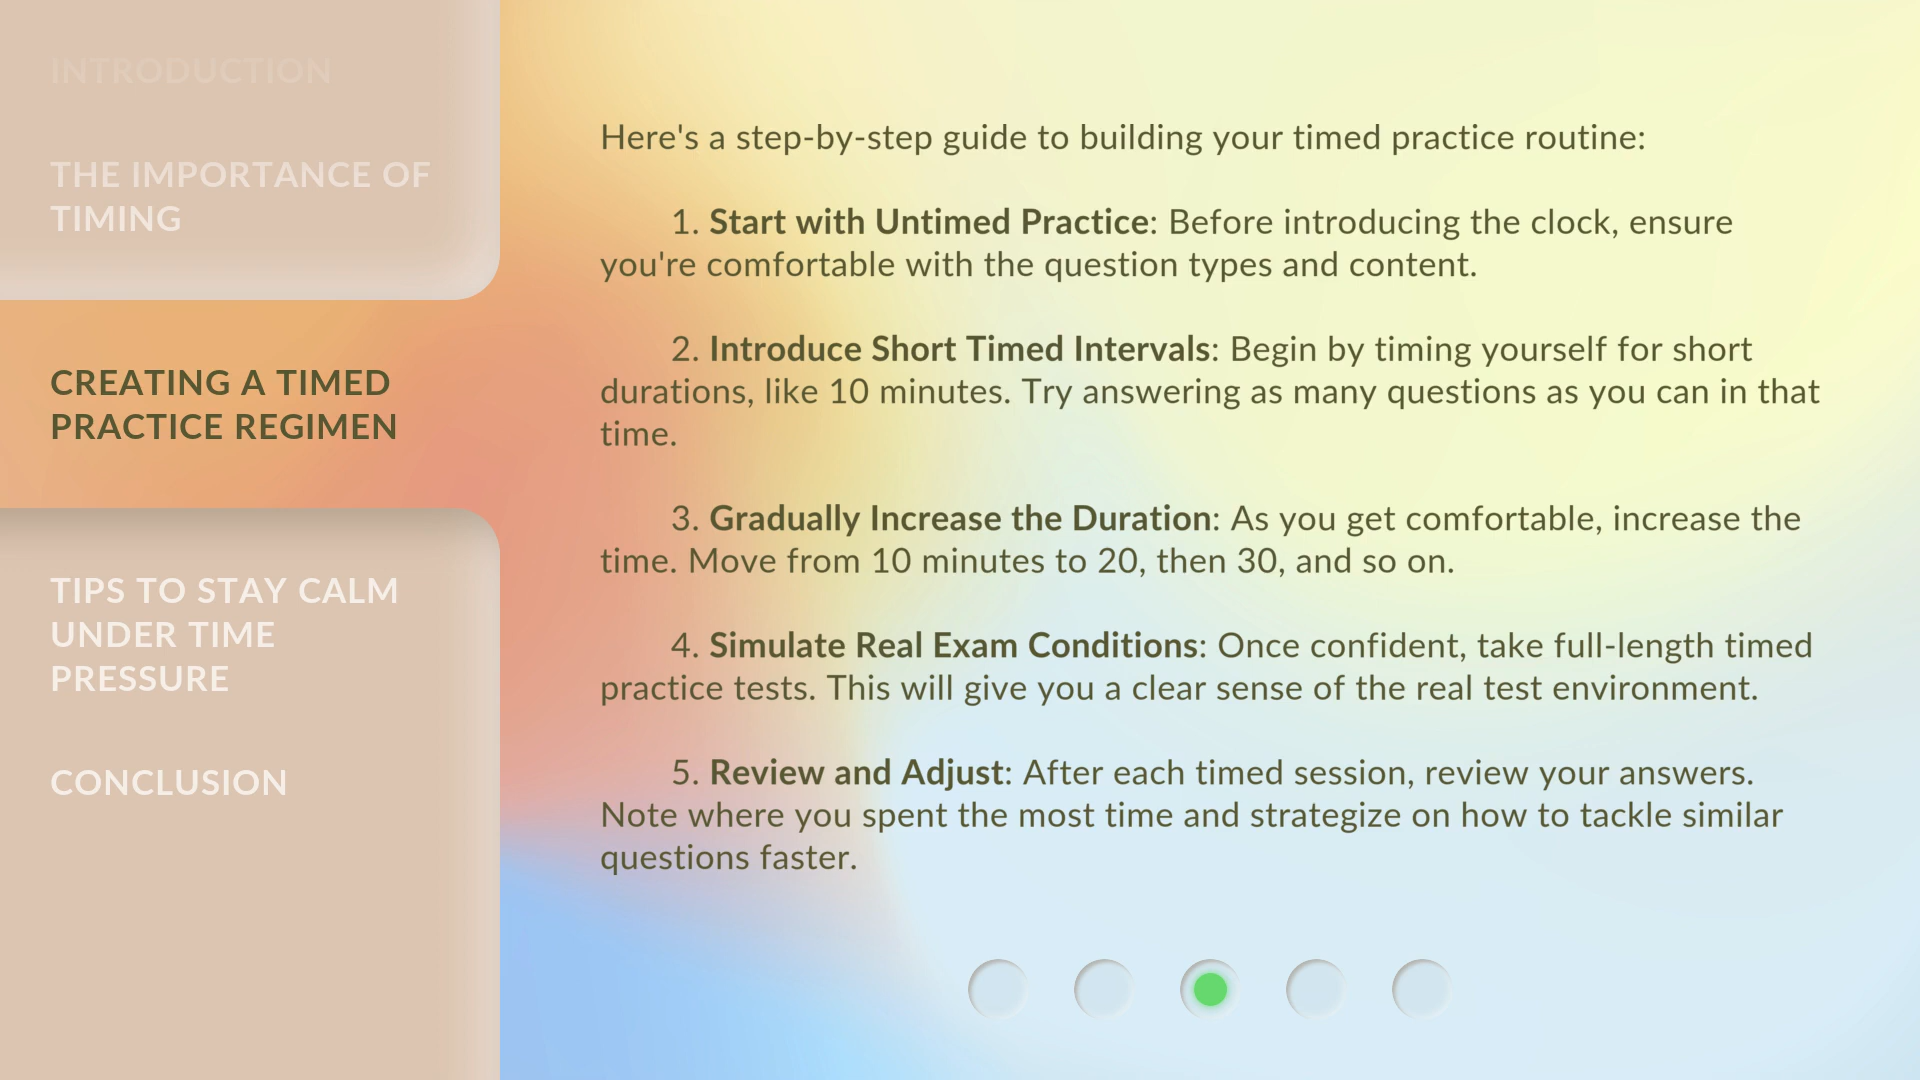 INTRODUCTION
THE IMPORTANCE OF
TIMING
CREATING A TIMED
PRACTICE REGIMEN
TIPS TO STAY CALM
UNDER TIME
PRESSURE
CONCLUSION
Here's a step-by-step guide to building your timed practice routine:
1. Start with Untimed Practice: Before introducing the clock, ensure
you're comfortable with the question types and content.
2. Introduce Short Timed Intervals: Begin by timing yourself for short
durations, like 10 minutes. Try answering as many questions as you can in that
time.
3. Gradually Increase the Duration: As you get comfortable, increase the
time. Move from 10 minutes to 20, then 30, and so on.
4. Simulate Real Exam Conditions: Once confident, take full-length timed
practice tests. This will give you a clear sense of the real test environment.
5. Review and Adjust: After each timed session, review your answers.
Note where you spent the most time and strategize on how to tackle similar
questions faster.